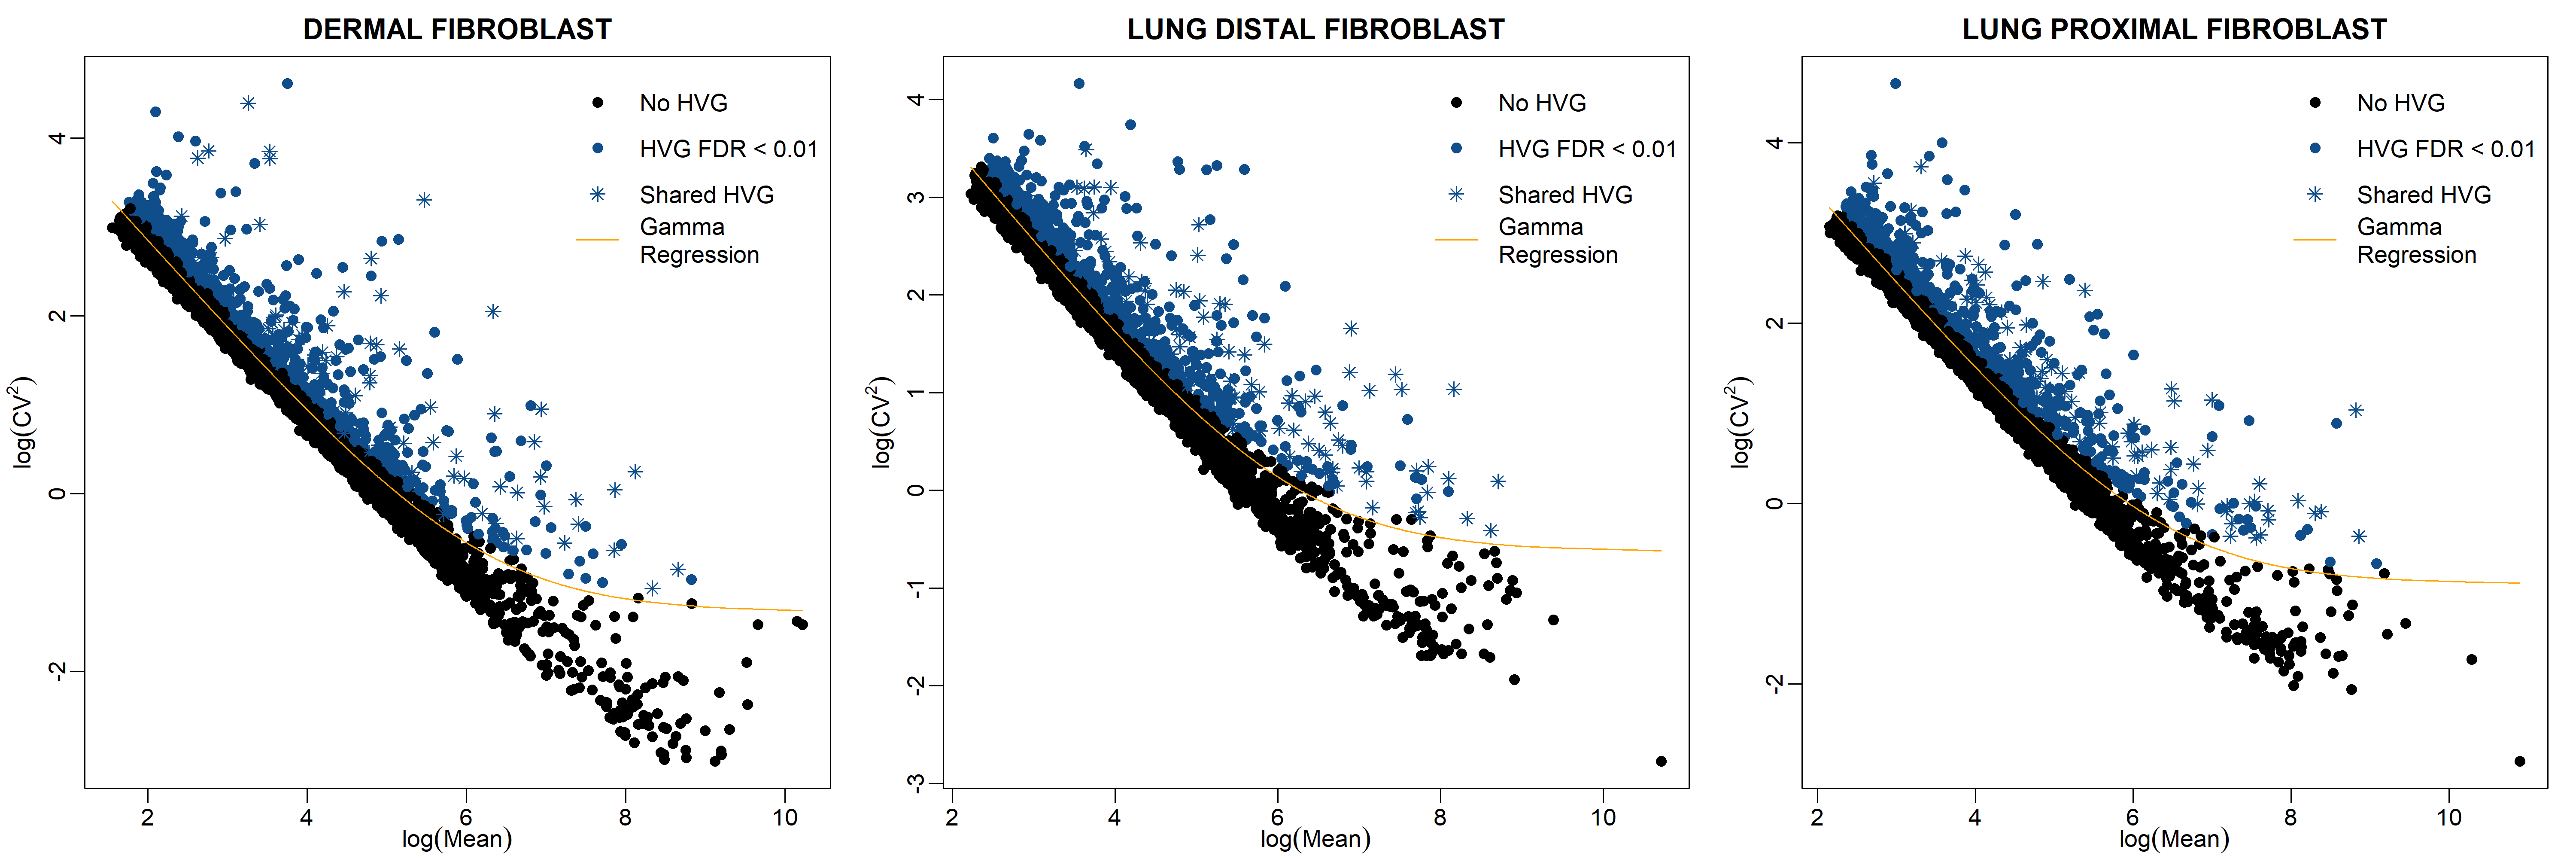 DERMAL FIBROBLAST
No HVG
HVG FDR < 0.01
Shared HVG
Gamma
Regression
4
2
0
-2
log(CV²)
2 4 6 8 10
log(Mean)
LUNG DISTAL FIBROBLAST
No HVG
HVG FDR < 0.01
Shared HVG
Gamma
Regression
4
3
2
1
0
-1
-2
-3
log(CV²)
2 4 6 8 10
log(Mean)
LUNG PROXIMAL FIBROBLAST
No HVG
HVG FDR < 0.01
Shared HVG
Gamma
Regression
4
2
0
-2
log(CV²)
2 4 6 8 10
log(Mean)